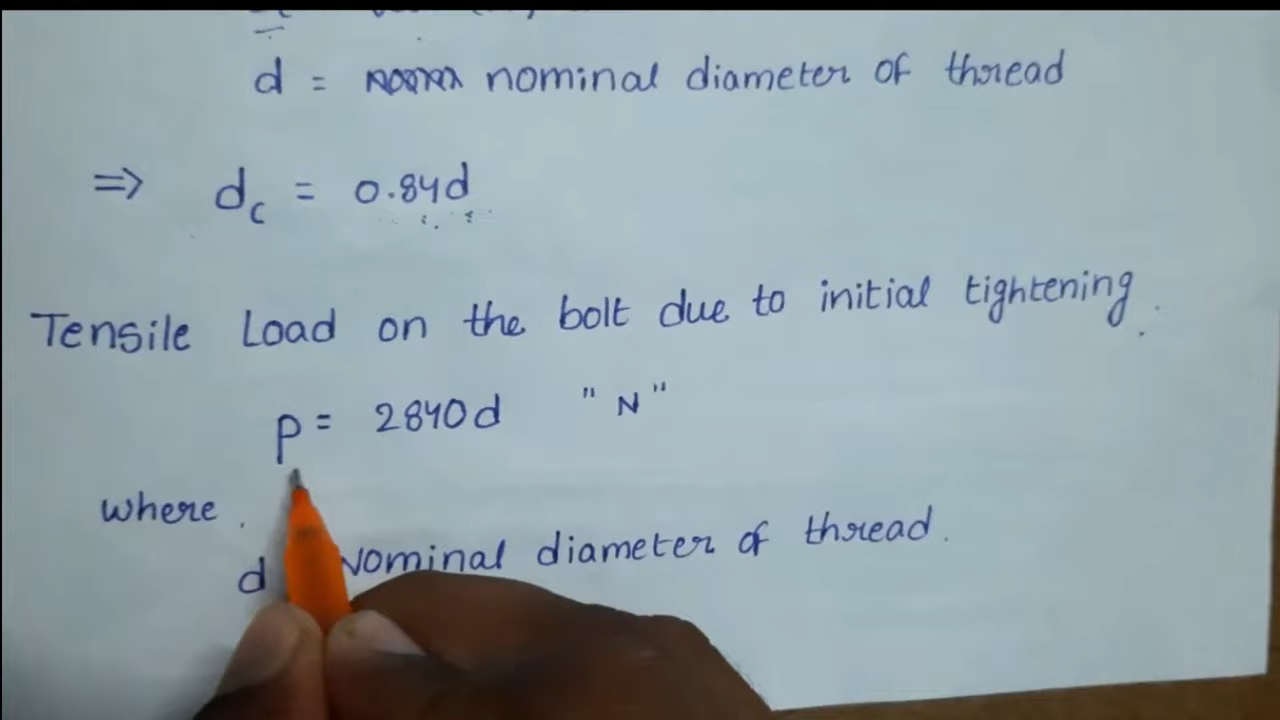 d = nominal diameter of thread
⇒ dc = 0.84d
Tensile Load on the bolt due to initial tightening.
P = 2840d "N"
where.
d Nominal diameter of thread.